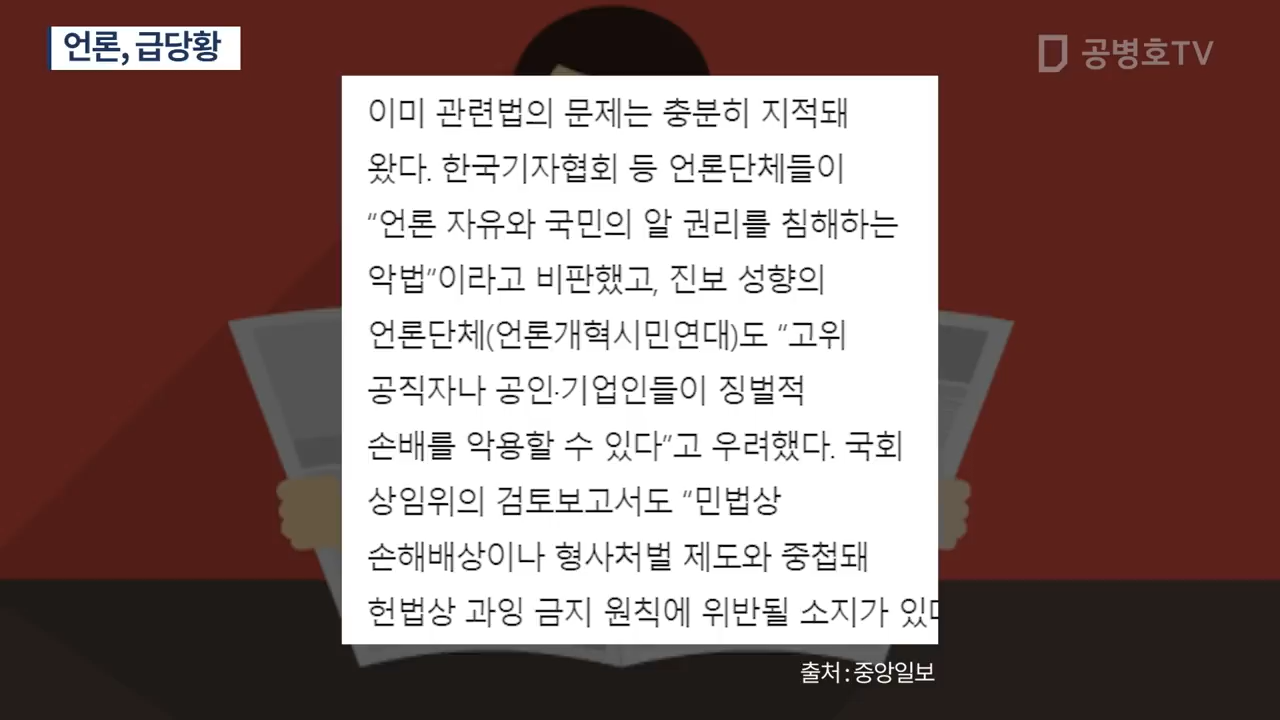 언론, 급당황
공병호TV
이미 관련법의 문제는 충분히 지적돼
왔다. 한국기자협회 등 언론단체들이
“언론 자유와 국민의 알 권리를 침해하는
악법”이라고 비판했고, 진보 성향의
언론단체(언론개혁시민연대)도 “고위
공직자나 공인·기업인들이 징벌적
손배를 악용할 수 있다”고 우려했다. 국회
상임위의 검토보고서도 “민법상
손해배상이나 형사처벌 제도와 중첩돼
헌법상 과잉 금지 원칙에 위반될 소지가
출처 : 중앙일보